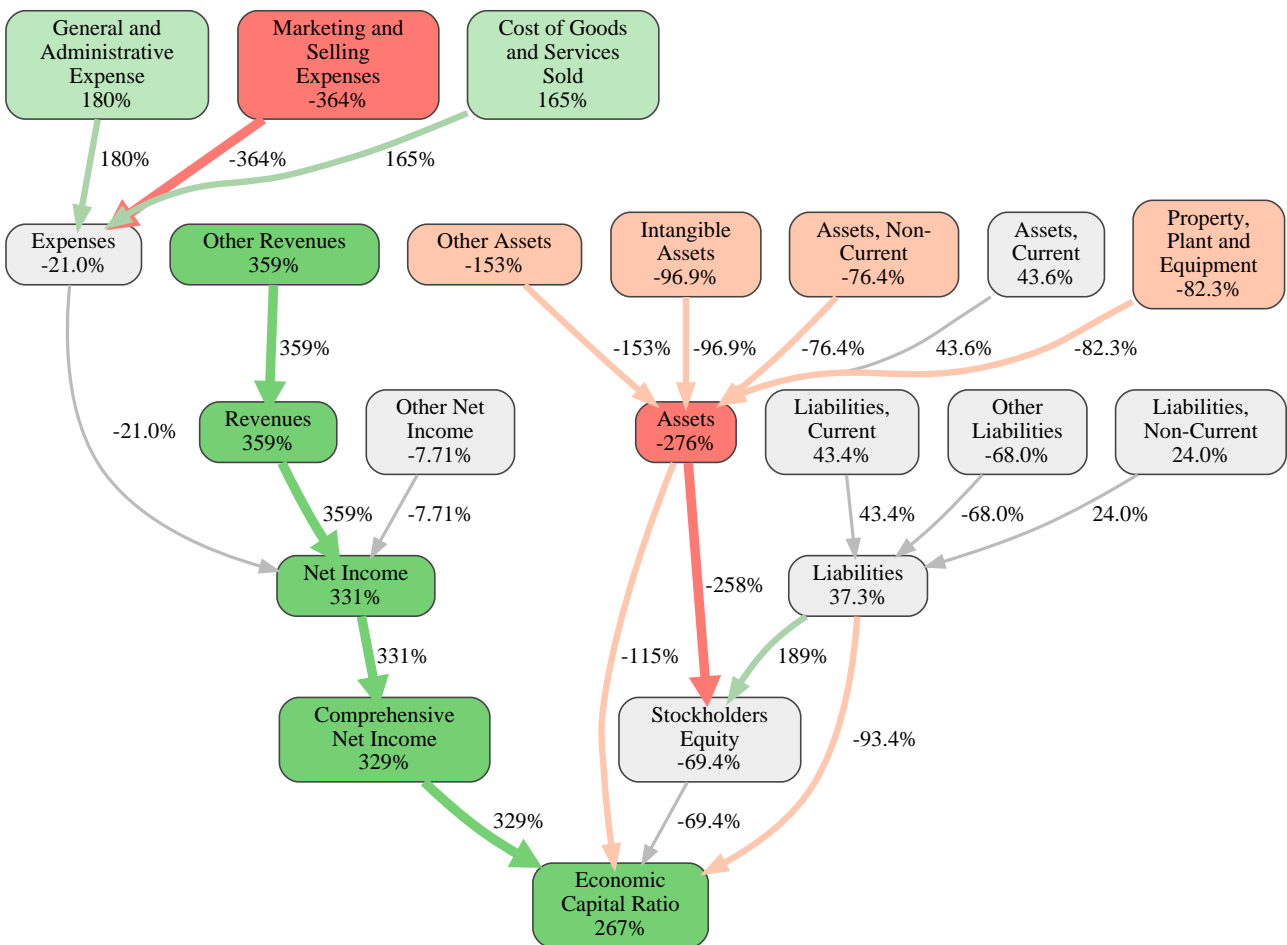 General and
Administrative
Expense
180%
Marketing and
Selling
Expenses
-364%
Cost of Goods
and Services
Sold
165%
180%
-364%
165%
Expenses
-21.0%
Other Revenues
359%
Other Assets
-153%
Intangible
Assets
-96.9%
Assets, Non-
Current
-76.4%
Assets,
Current
43.6%
Property,
Plant and
Equipment
-82.3%
359%
-153%
-96.9%
-76.4%
43.6%
-82.3%
-21.0%
Revenues
359%
Other Net
Income
-7.71%
Assets
-276%
Liabilities,
Current
43.4%
Other
Liabilities
-68.0%
Liabilities,
Non-Current
24.0%
359%
-7.71%
43.4%
-68.0%
24.0%
Net Income
331%
-258%
Liabilities
37.3%
331%
-115%
189%
-93.4%
Comprehensive
Net Income
329%
Stockholders
Equity
-69.4%
329%
-69.4%
Economic
Capital Ratio
267%